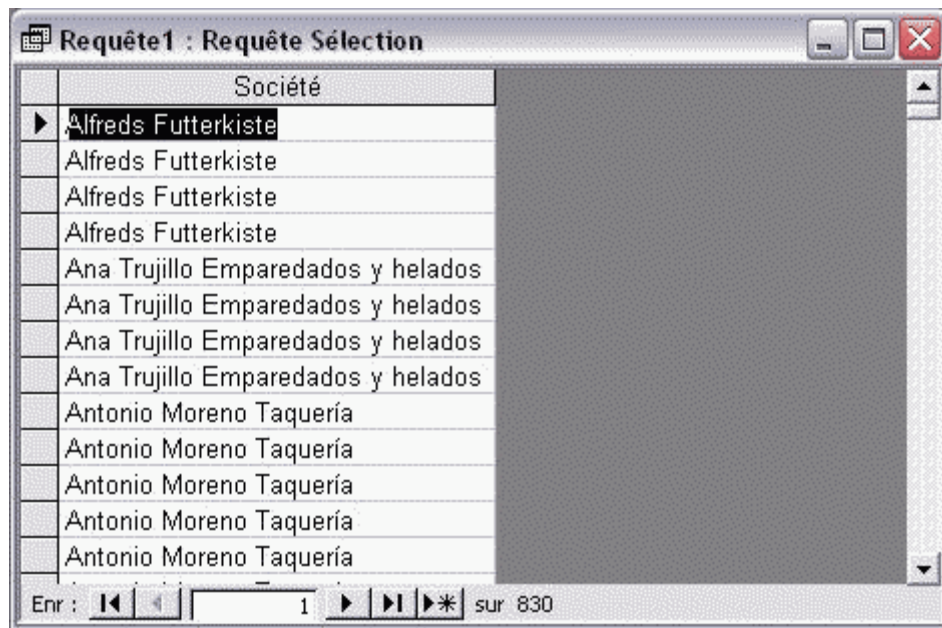 Requête1 : Requête Sélection
Société
Alfreds Futterkiste
Alfreds Futterkiste
Alfreds Futterkiste
Alfreds Futterkiste
Ana Trujillo Emparedados y helados
Ana Trujillo Emparedados y helados
Ana Trujillo Emparedados y helados
Ana Trujillo Emparedados y helados
Antonio Moreno Taquería
Antonio Moreno Taquería
Antonio Moreno Taquería
Antonio Moreno Taquería
Antonio Moreno Taquería
Enr : 1 sur 830